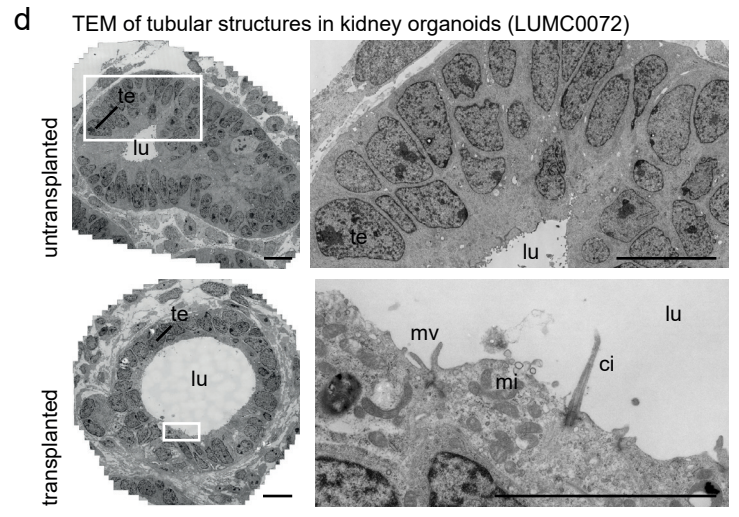 d
TEM of tubular structures in kidney organoids (LUMC0072)
untransplanted
te
lu
te
lu
transplanted
te
lu
mv
mi
ci
lu